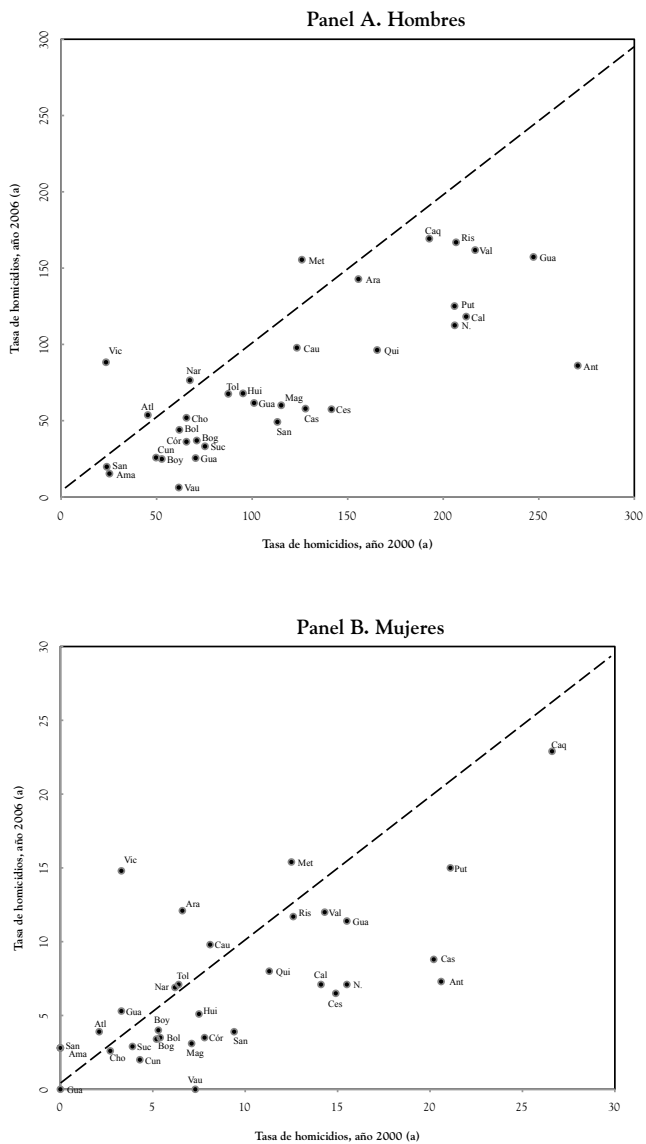 Panel A. Hombres
300
250
200
150
100
50
0
Tasa de homicidios, año 2006 (a)
Caq
Ris
Val
Gua
Met
Ara
Put
Cal
N.
Cau
Qui
Vic
Ant
Nar
Tol
Hui
Gua
Mag
Cas
Ces
San
Atl
Cho
Bol
Cór
Bog
Suc
Cun
Boy
Gua
San
Ama
Vau
0
50
100
150
200
250
300
Tasa de homicidios, año 2000 (a)
Panel B. Mujeres
30
25
20
15
10
5
0
Tasa de homicidios, año 2006 (a)
Caq
Vic
Met
Put
Ara
Ris
Val
Gua
Cau
Cas
Qui
Tol
Nar
Cal
N.
Ant
Ces
Gua
Hui
Atl
Boy
Bol
Cór
San
Bog
Mag
San
Ama
Suc
Cho
Cun
Vau
Gua
0
5
10
15
20
25
30
Tasa de homicidios, año 2000 (a)